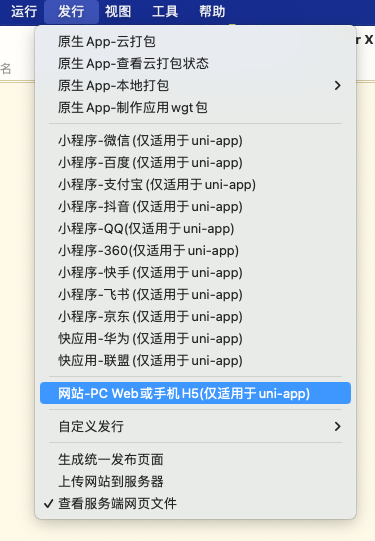 运行 发行 视图 工具 帮助
r X
名
原生App-云打包
原生App-查看云打包状态
原生App-本地打包
原生App-制作应用wgt包
小程序-微信(仅适用于uni-app)
小程序-百度(仅适用于uni-app)
小程序-支付宝(仅适用于uni-app)
小程序-抖音(仅适用于uni-app)
小程序-QQ(仅适用于uni-app)
小程序-360(仅适用于uni-app)
小程序-快手(仅适用于uni-app)
小程序-飞书(仅适用于uni-app)
小程序-京东(仅适用于uni-app)
快应用-华为(仅适用于uni-app)
快应用-联盟(仅适用于uni-app)
网站-PC Web或手机H5(仅适用于uni-app)
自定义发行
生成统一发布页面
上传网站到服务器
查看服务端网页文件